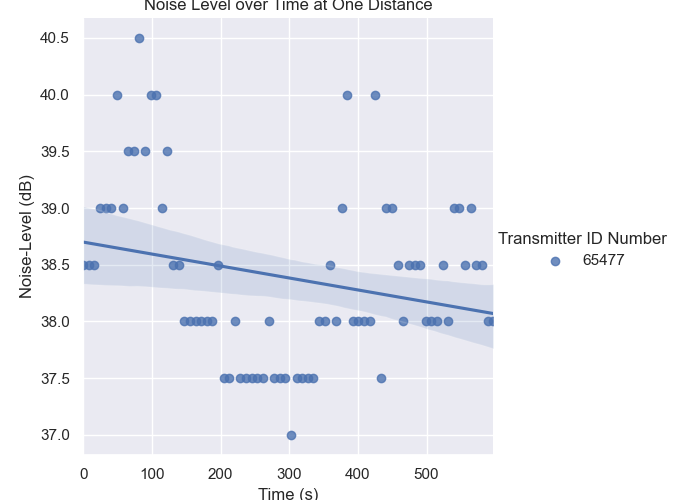 Noise Level over Time at One Distance
40.5
40.0
39.5
39.0
38.5
38.0
37.5
37.0
Noise-Level (dB)
0 100 200 300 400 500
Time (s)
Transmitter ID Number
65477